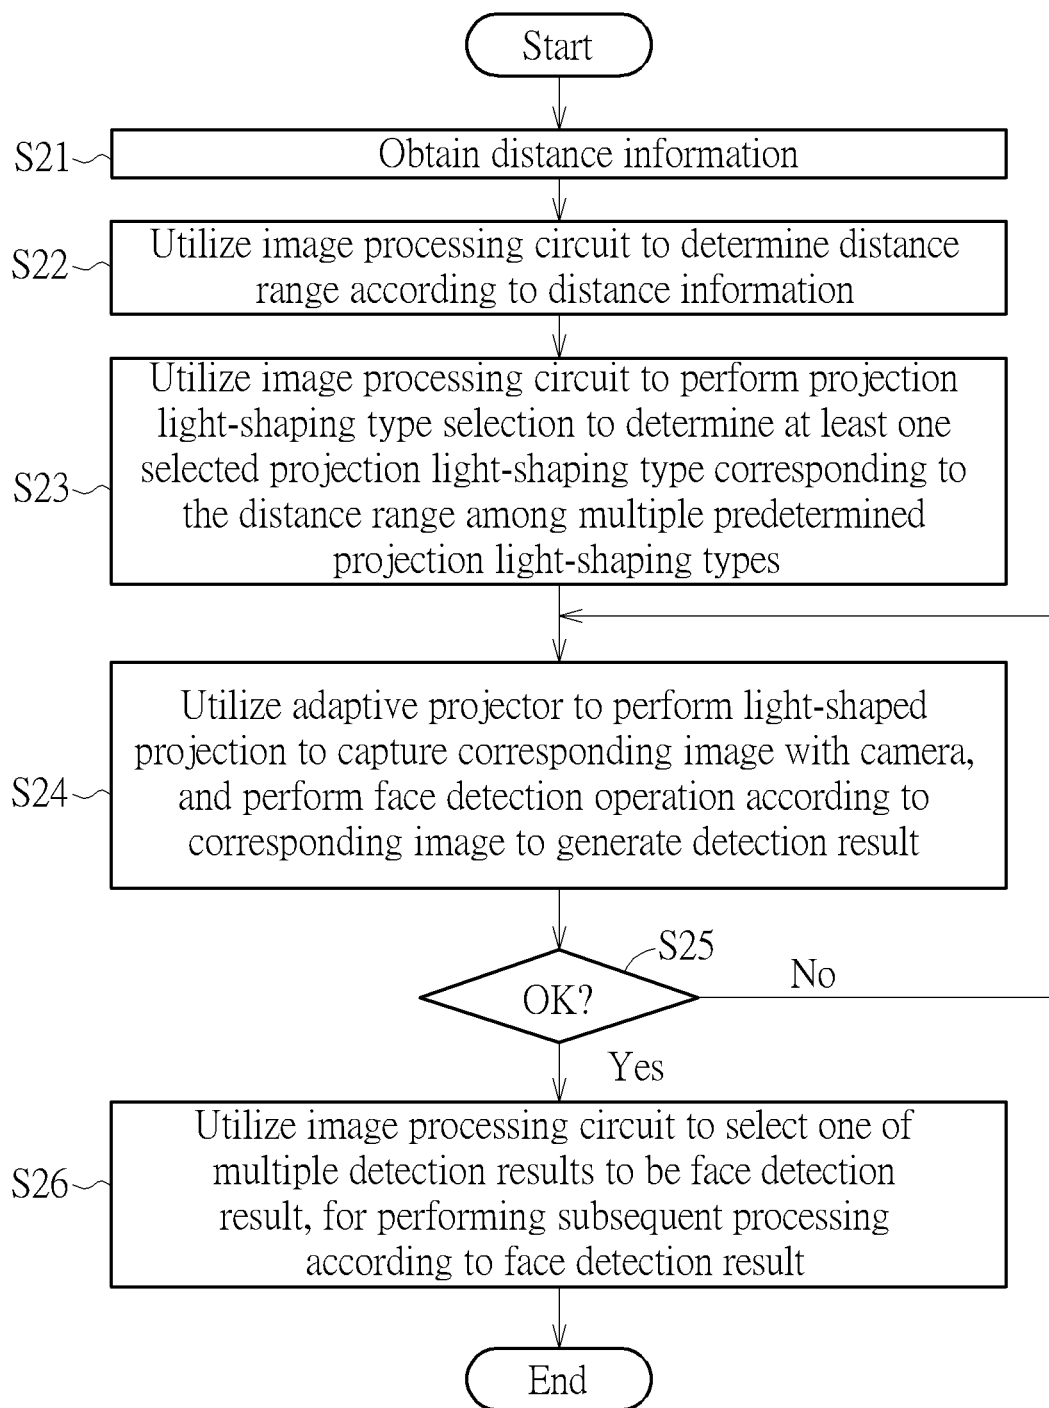 Start
S21
Obtain distance information
S22
Utilize image processing circuit to determine distance
range according to distance information
S23
Utilize image processing circuit to perform projection
light-shaping type selection to determine at least one
selected projection light-shaping type corresponding to
the distance range among multiple predetermined
projection light-shaping types
S24
Utilize adaptive projector to perform light-shaped
projection to capture corresponding image with camera,
and perform face detection operation according to
corresponding image to generate detection result
S25
OK?
No
Yes
S26
Utilize image processing circuit to select one of
multiple detection results to be face detection
result, for performing subsequent processing
according to face detection result
End